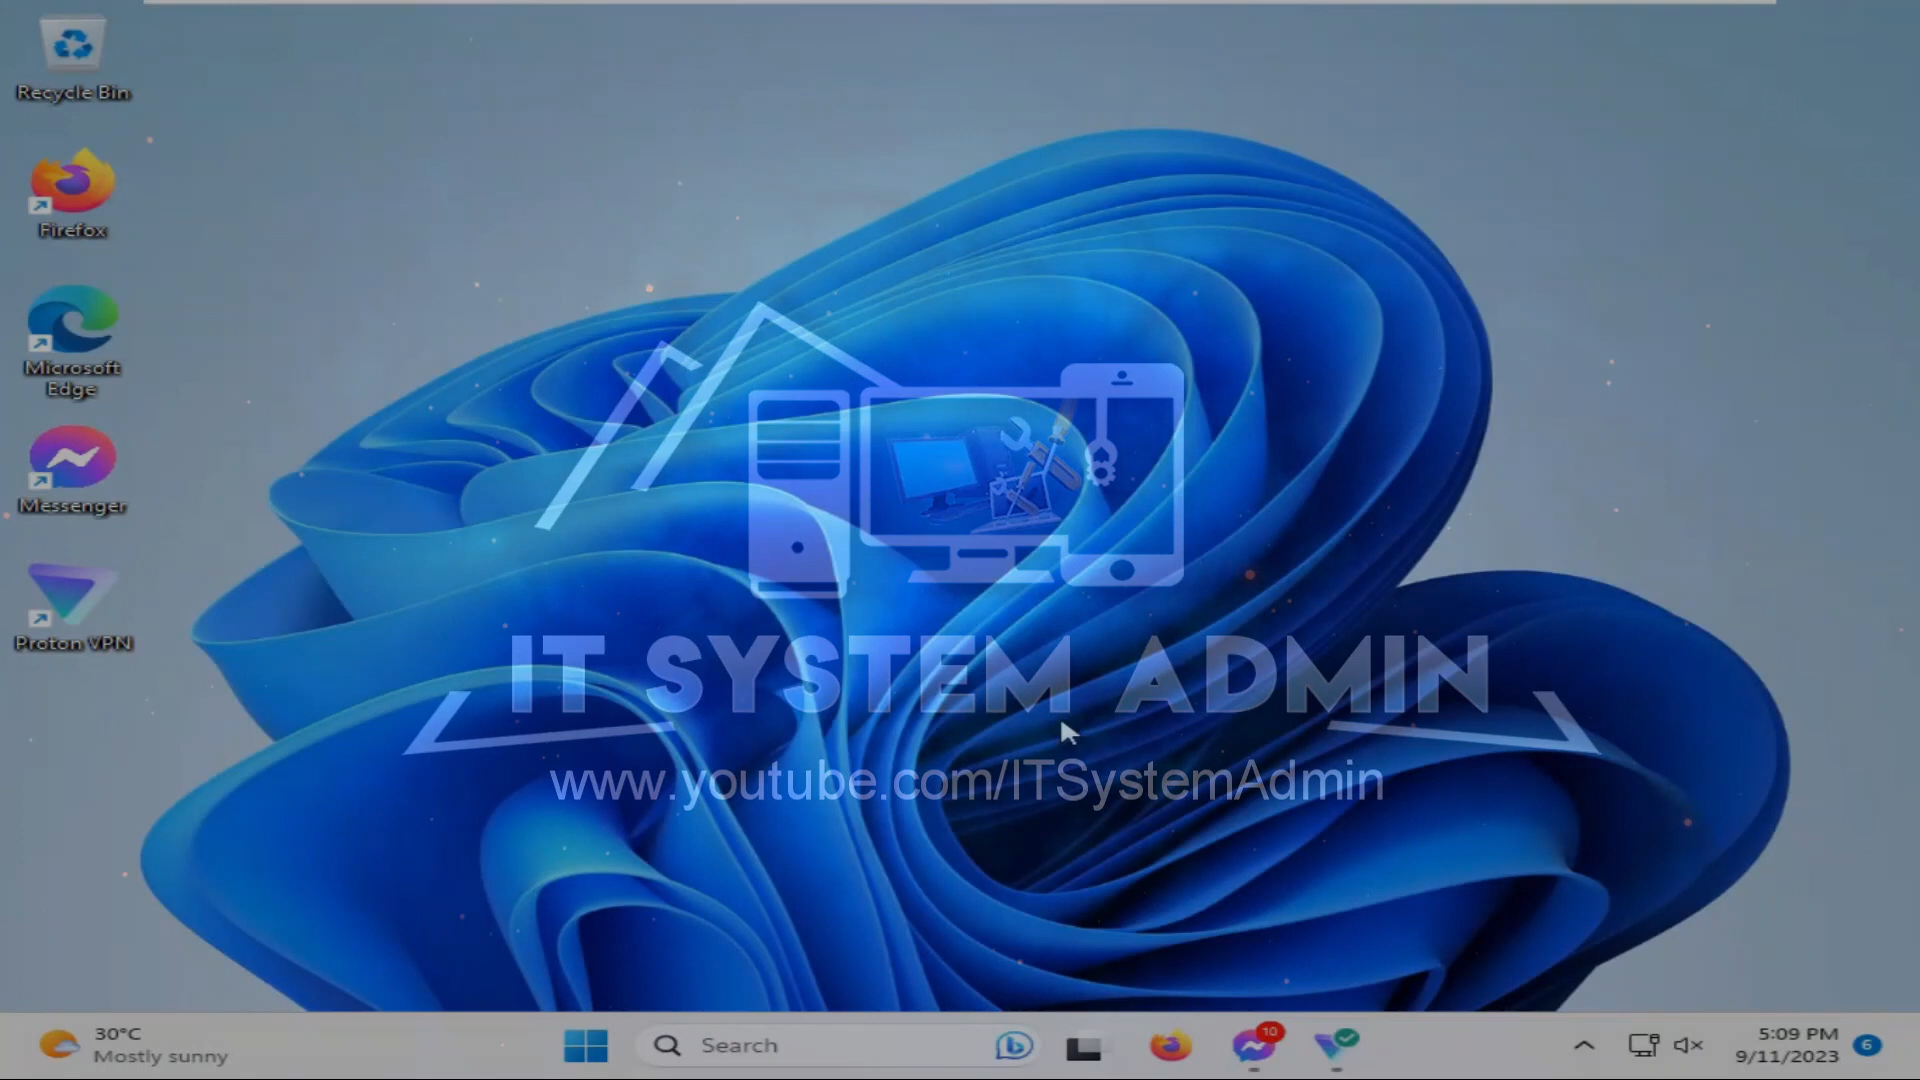 Recycle Bin
Firefox
Microsoft
Edge
Messenger
Proton VPN
IT SYSTEM ADMIN
www.youtube.com/ITSystemAdmin
30°C
Mostly sunny
Search
10
5:09 PM
9/11/2023
6